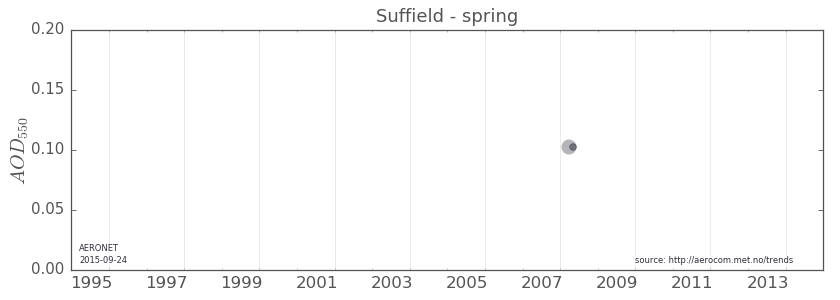 Suffield - spring
0.20
0.15
0.10
0.05
0.00
AOD550
AERONET
2015-09-24
source: http://aerocom.met.no/trends
1995 1997 1999 2001 2003 2005 2007 2009 2011 2013